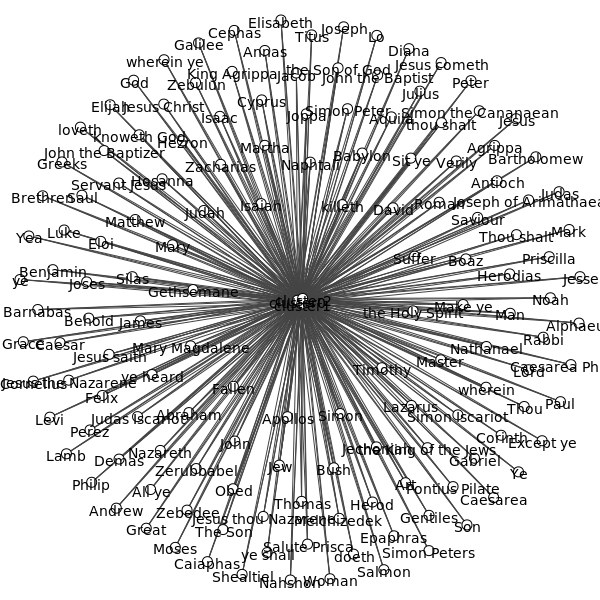 Elisabeth
Cephas
Titus
Joseph
Lo
Galilee
Annas
Diana
wherein ye
Jesus cometh
King Agrippa
Jacob
the Son of God
John the Baptist
God
Zebulun
Peter
Julius
Elijah
Jesus Christ
Cyprus
Isaac
Joppa
Simon Peter
Aquila
Simon the Cananaean
thou shalt
Jesus
loveth
knoweth God
Hezron
Martha
Agrippa
John the Baptizer
Babylon
Sit ye
Verily
Bartholomew
Greeks
Zacharias
Naphtali
Servant Jesus
Hosanna
Antioch
Brethren
Saul
Judas
Isaiah
killeth
David
Roman
Joseph of Arimathaea
Matthew
Judah
Saviour
Yea
Luke
Eloi
Mary
Thou shalt
Mark
Suffer
Boaz
Priscilla
Benjamin
ye
Joses
Silas
Herodias
Jesse
Gethsemane
cluster2
cluster1
Noah
Barnabas
Behold
James
the Holy Spirit
Make ye
Man
Alphaeus
Grace
Caesar
Mary Magdalene
Nathanael
Rabbi
Jesus saith
Master
Lord
Caesarea Ph
Cornelius
Jesus the Nazarene
ye heard
Timothy
Felix
Fallen
wherein
Levi
Judas Iscariot
Abraham
Apollos
Simon
Lazarus
Simon Iscariot
Thou
Paul
Perez
John
Corinth
Except ye
Lamb
Demas
Nazareth
Jechoniah
the King of the Jews
Gabriel
Zerubbabel
Jew
Bush
Ye
Philip
All ye
Obed
Art
Pontius Pilate
Caesarea
Andrew
Zebedee
Thomas
Herod
Great
Jesus thou Nazarene
Melchizedek
Gentiles
Son
The Son
Moses
Salute Prisca
Epaphras
Simon Peters
Caiaphas
ye shall
doeth
Shealtiel
Nahshon
Woman
Salmon